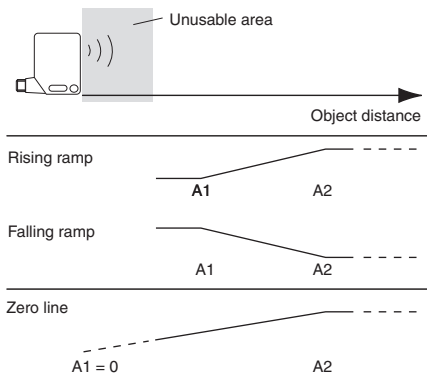 Unusable area
Object distance
Rising ramp
A1 A2
Falling ramp
A1 A2
Zero line
A1 = 0 A2